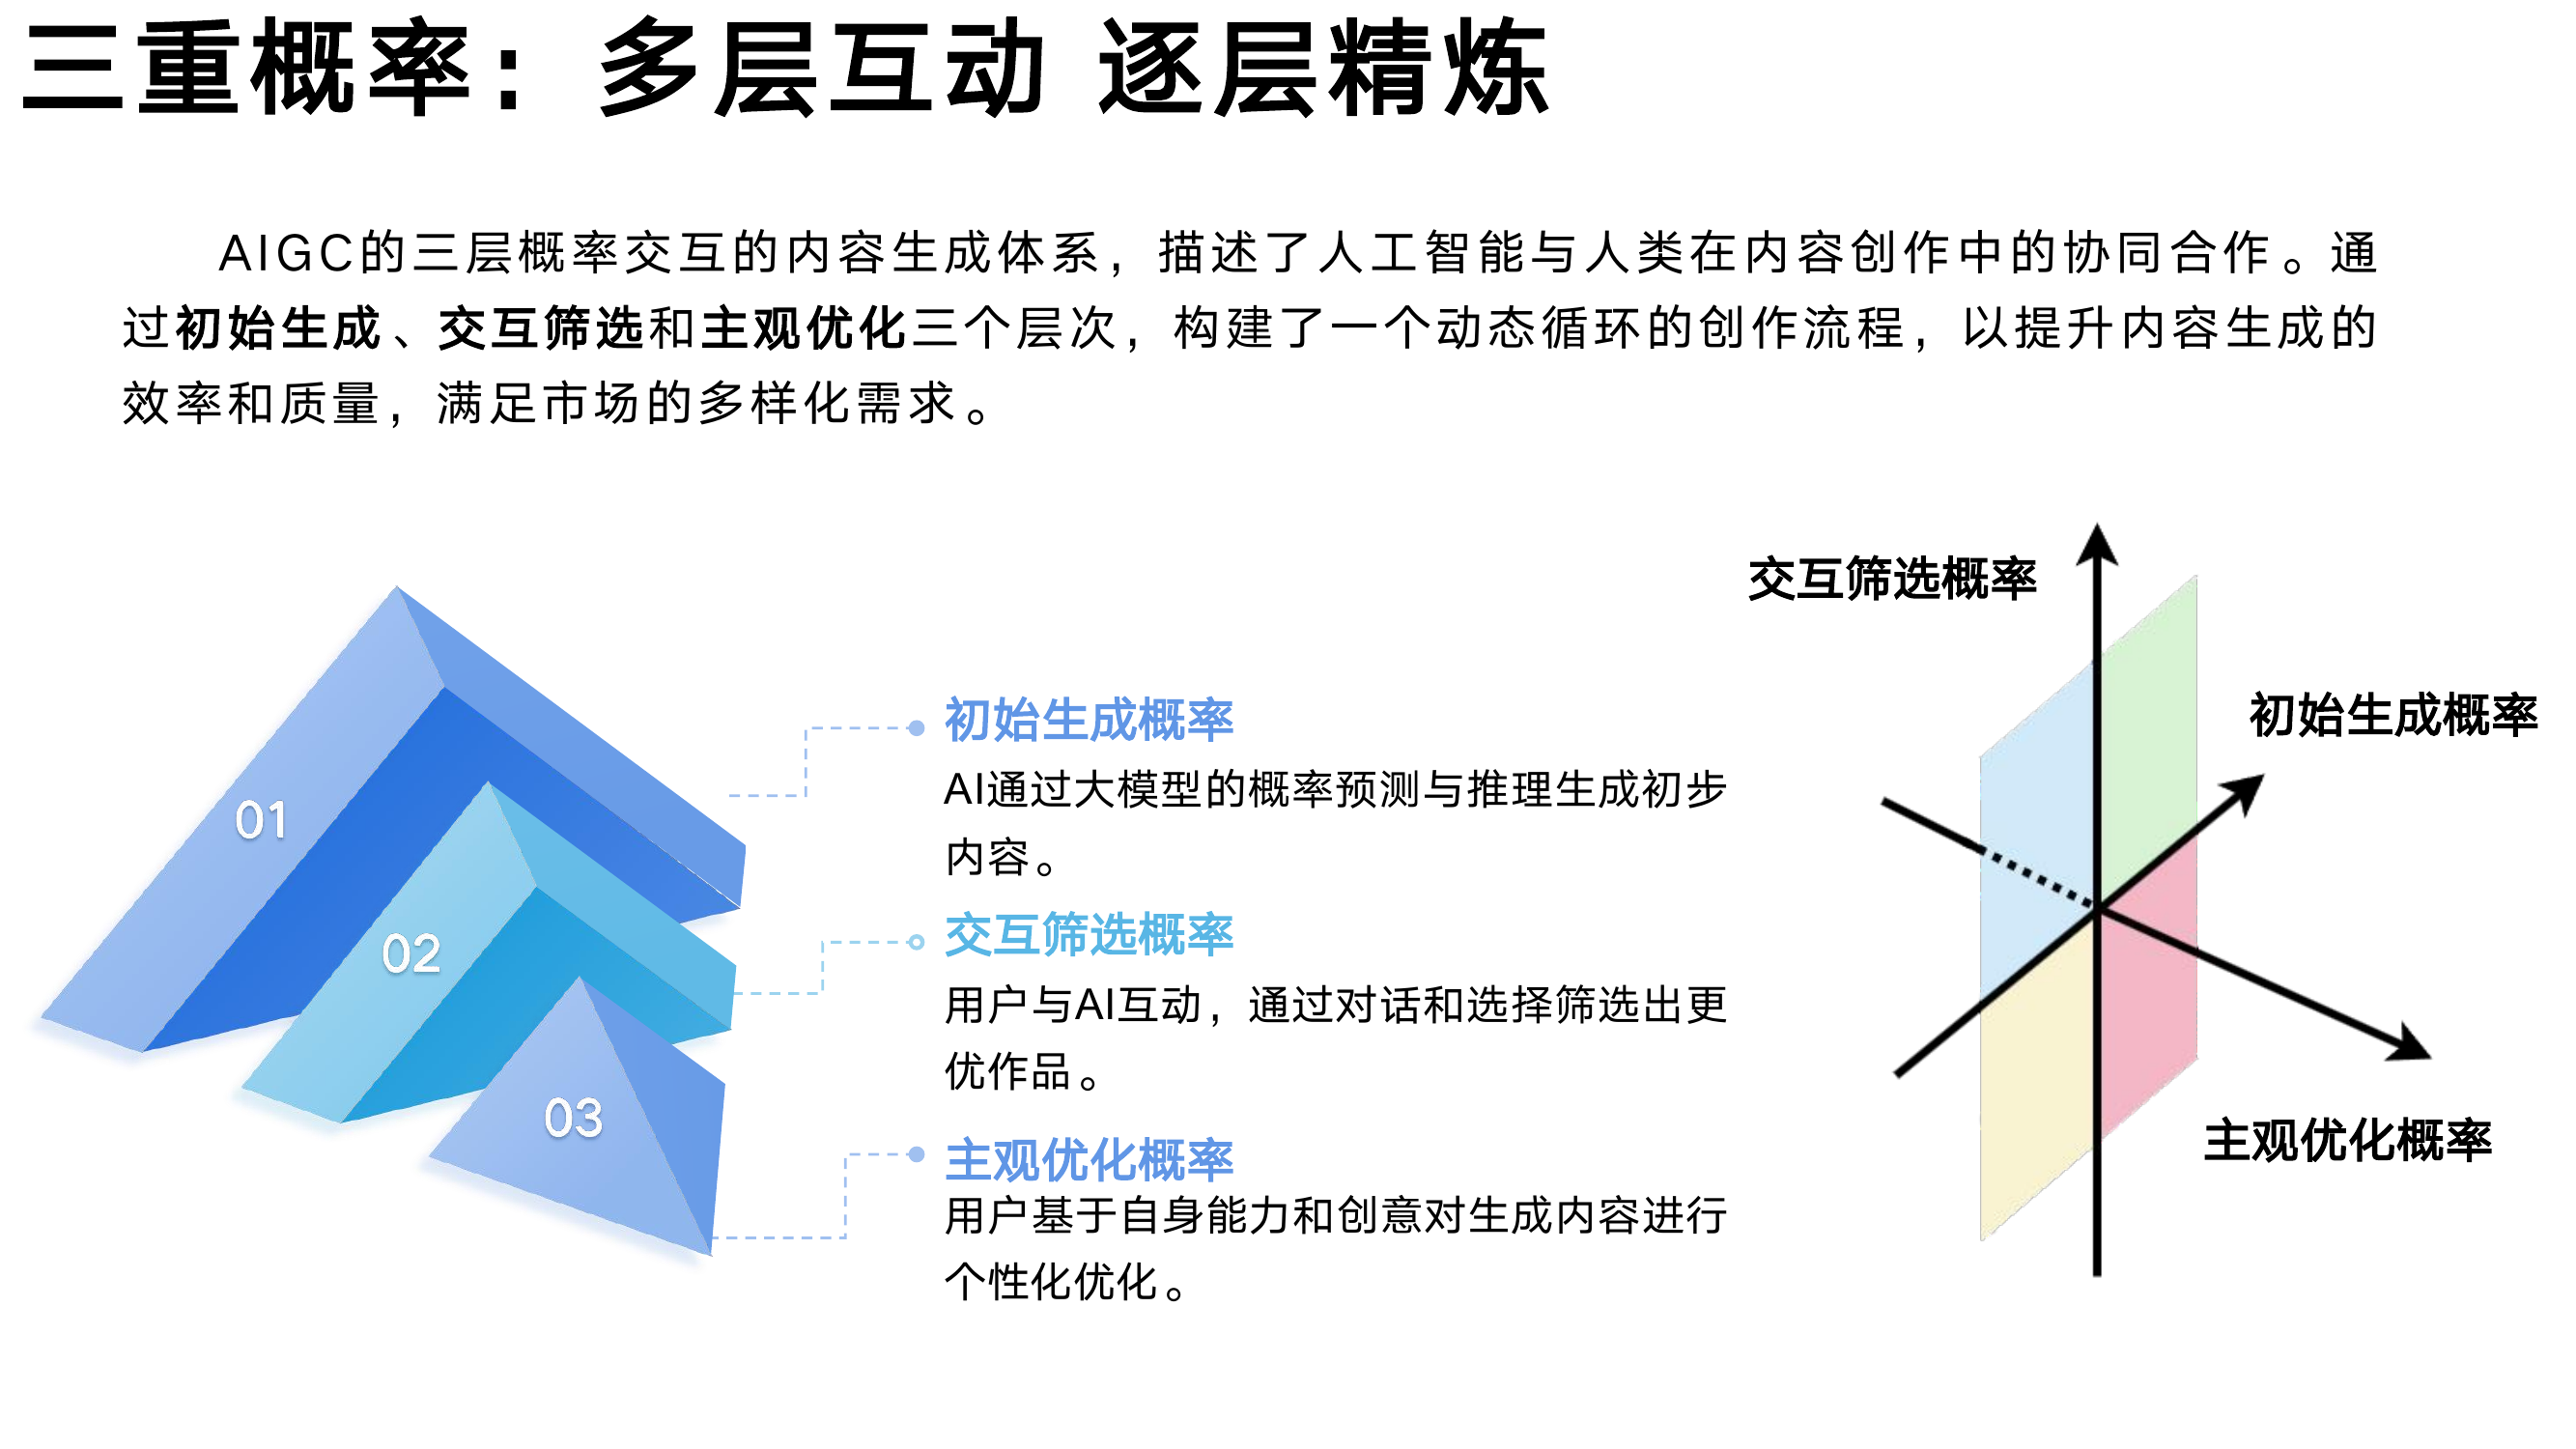 三重概率：多层互动 逐层精炼
AIGC的三层概率交互的内容生成体系，描述了人工智能与人类在内容创作中的协同合作。通
过初始生成、交互筛选和主观优化三个层次，构建了一个动态循环的创作流程，以提升内容生成的
效率和质量，满足市场的多样化需求。
01
02
03
初始生成概率
AI通过大模型的概率预测与推理生成初步
内容。
交互筛选概率
用户与AI互动，通过对话和选择筛选出更
优作品。
主观优化概率
用户基于自身能力和创意对生成内容进行
个性化优化。
交互筛选概率
初始生成概率
主观优化概率